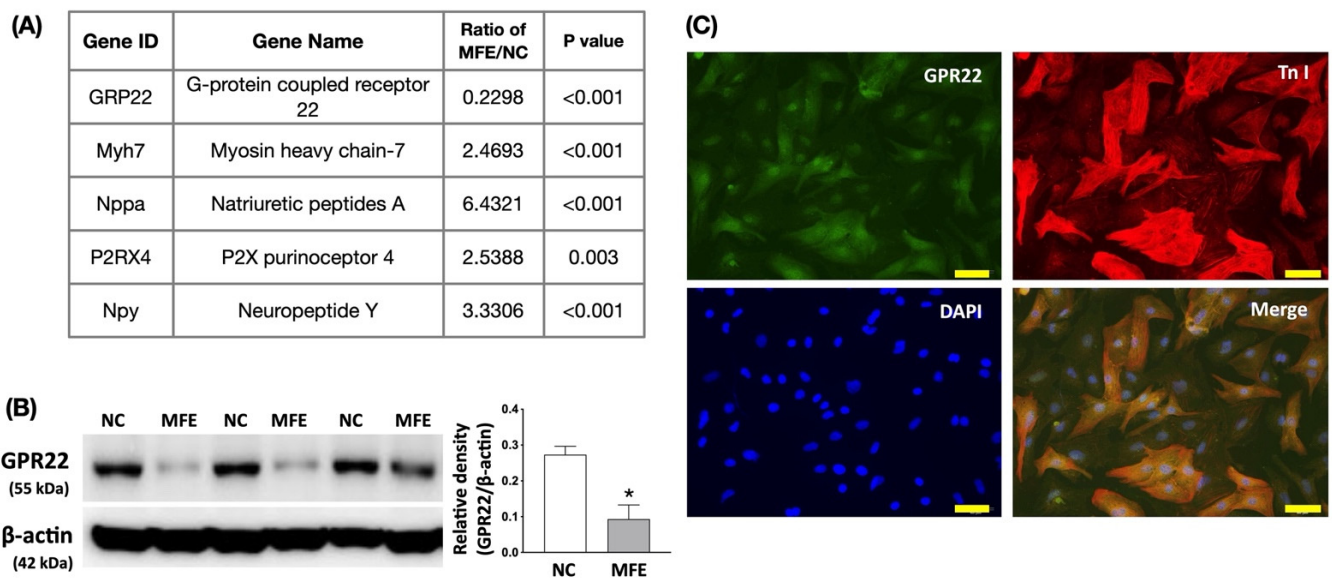 (A)
Gene ID Gene Name Ratio of MFE/NC P value
GRP22 G-protein coupled receptor 22 0.2298 <0.001
Myh7 Myosin heavy chain-7 2.4693 <0.001
Nppa Natriuretic peptides A 6.4321 <0.001
P2RX4 P2X purinoceptor 4 2.5388 0.003
Npy Neuropeptide Y 3.3306 <0.001
(B)
NC MFE NC MFE NC MFE
GPR22
(55 kDa)
β-actin
(42 kDa)
Relative density
(GPR22/β-actin)
0.4
0.3
0.2
0.1
0.0
*
NC MFE
(C)
GPR22
Tn I
DAPI
Merge